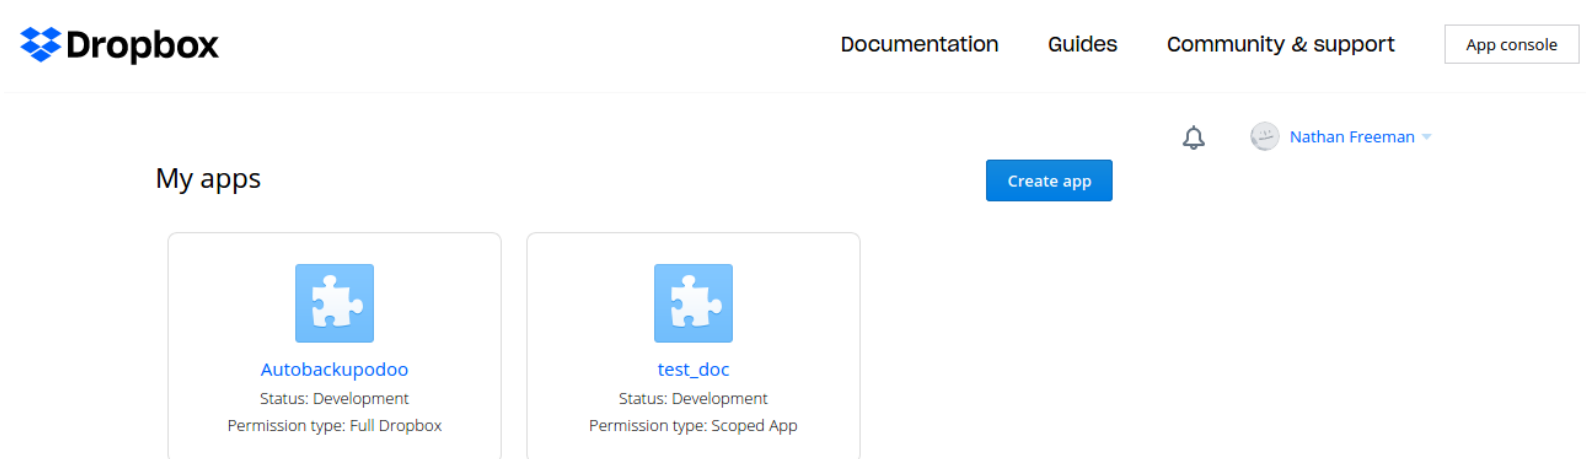 Dropbox Documentation Guides Community & support App console
Nathan Freeman
My apps Create app
Autobackupodoo test_doc
Status: Development Status: Development
Permission type: Full Dropbox Permission type: Scoped App